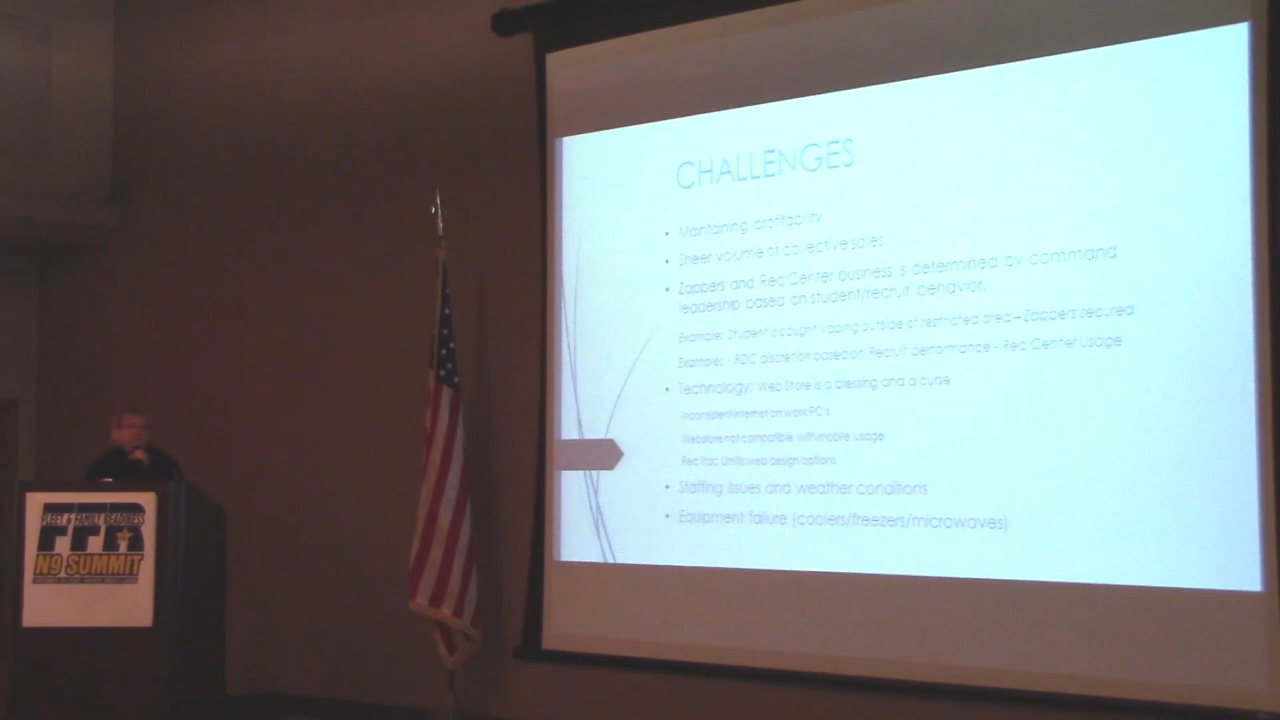 CHALLENGES
• Maintaining profitability
• Sheer volume of collective sales
• Zappers and Rec Center business is determined by command
leadership based on student/recruit behavior.
Example: Student is caught vaping outside of restricted area – Zappers secured!
Example: - RDC discretion based on Recruit performance - Rec Center usage
• Technology: Web Store is a blessing and a curse
Inconsistent internet on work PC's
Webstore not compatible with mobile usage
Rec Trac Limits web design options
• Staffing issues and weather conditions
• Equipment failure (coolers/freezers/microwaves)
FLEET & FAMILY READINESS
FFR
N9 SUMMIT